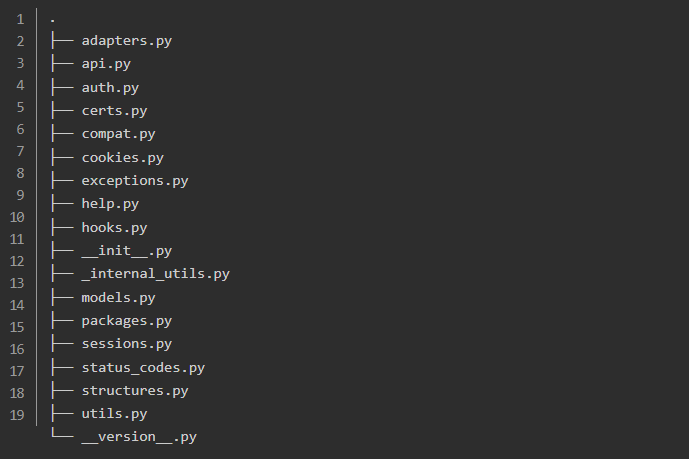 1 .
2 ├── adapters.py
3 ├── api.py
4 ├── auth.py
5 ├── certs.py
6 ├── compat.py
7 ├── cookies.py
8 ├── exceptions.py
9 ├── help.py
10 ├── hooks.py
11 ├── __init__.py
12 ├── _internal_utils.py
13 ├── models.py
14 ├── packages.py
15 ├── sessions.py
16 ├── status_codes.py
17 ├── structures.py
18 ├── utils.py
19 └── __version__.py